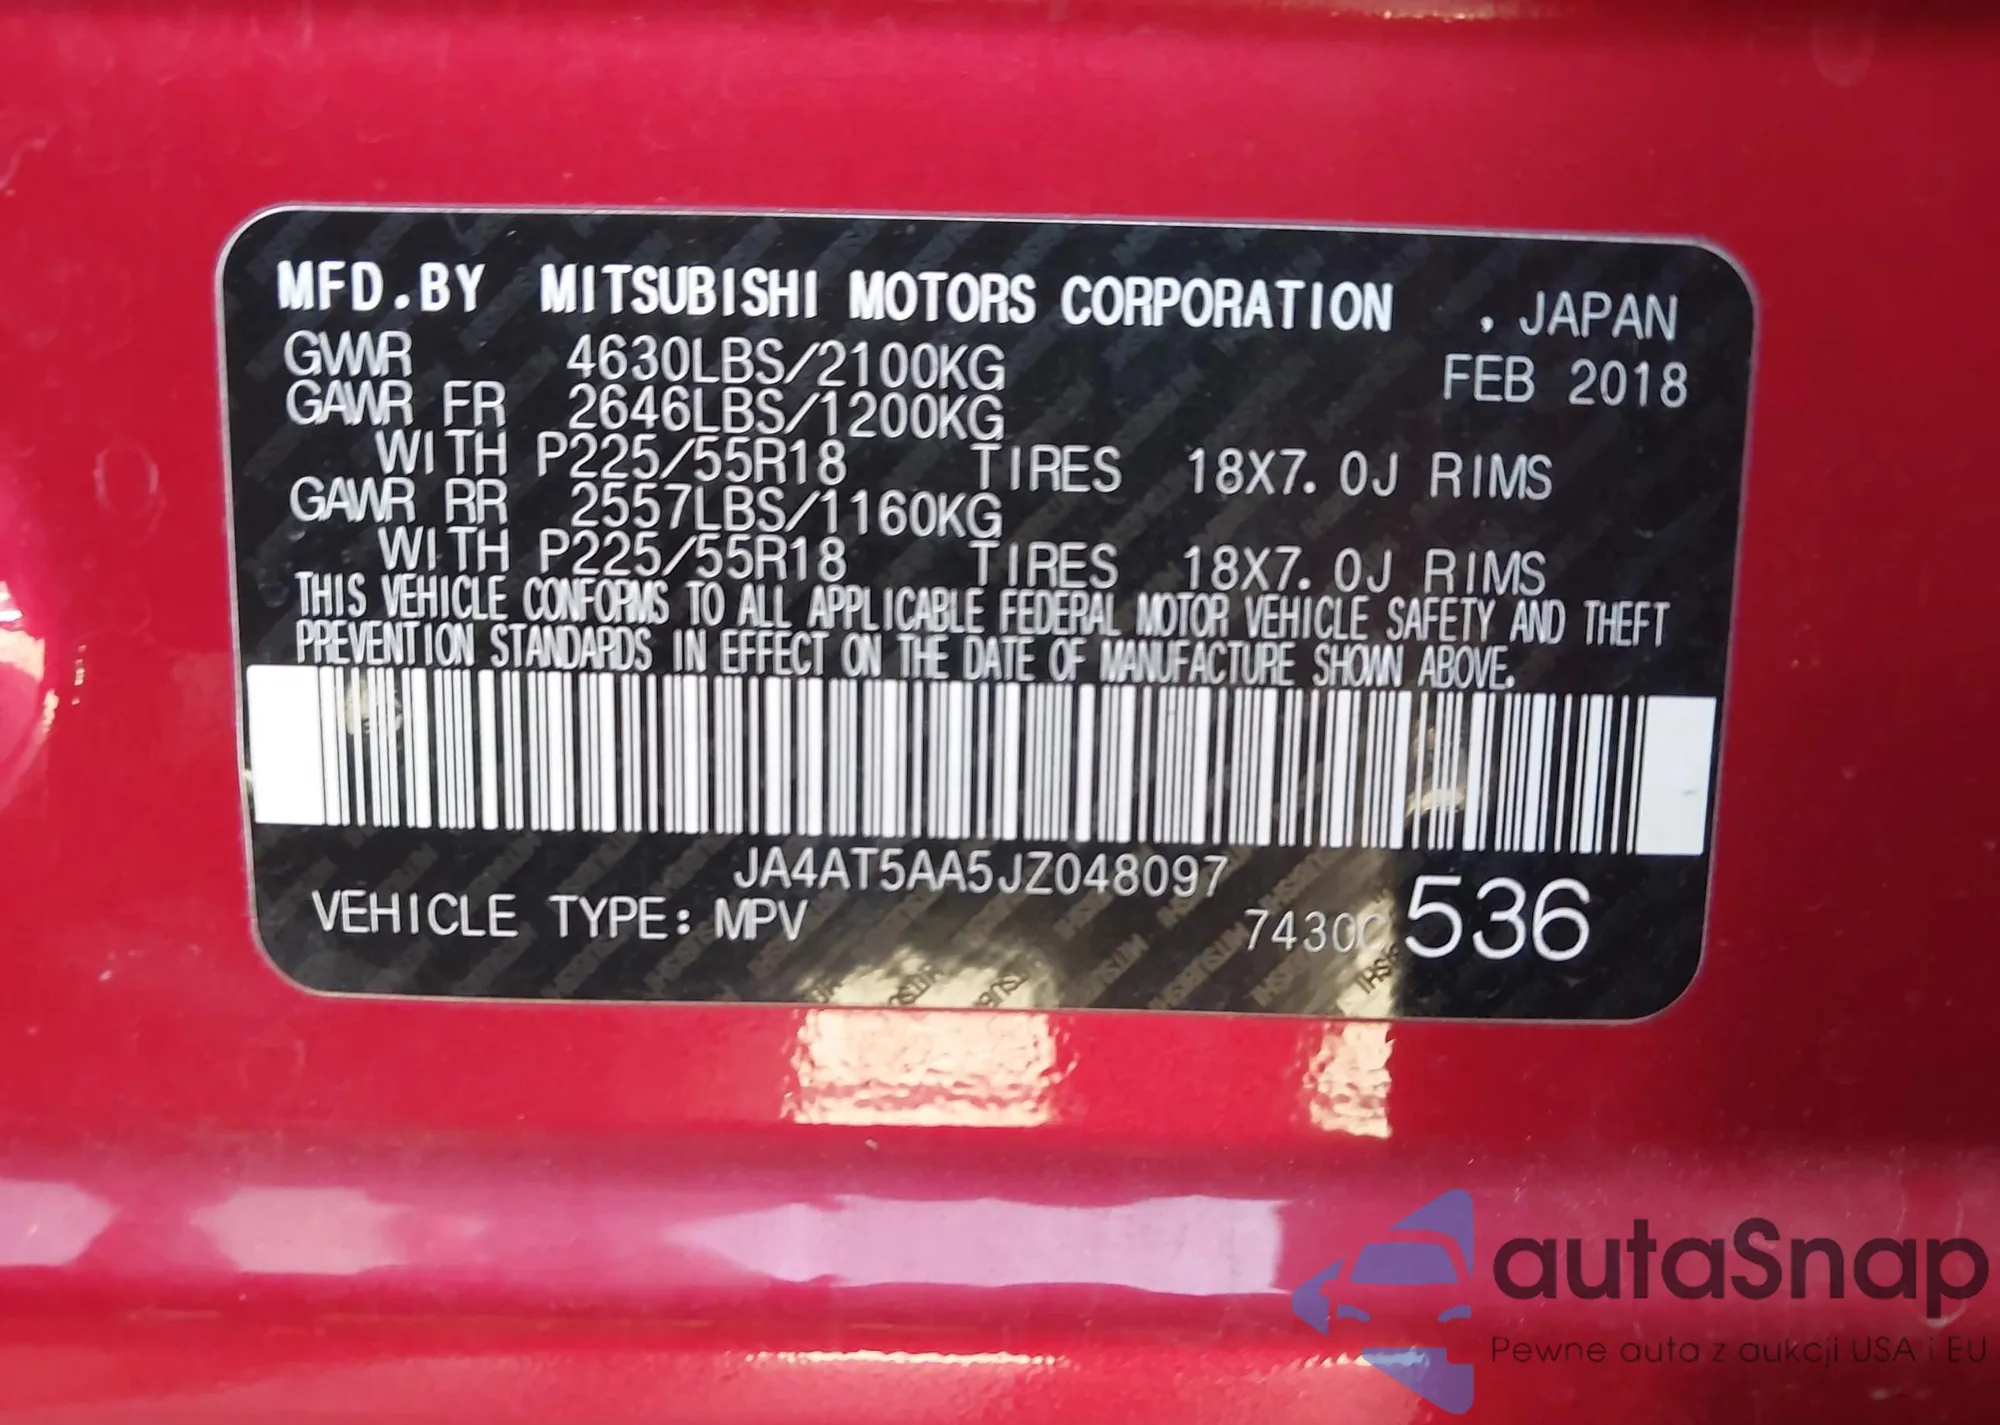 MFD.BY MITSUBISHI MOTORS CORPORATION , JAPAN
GVWR 4630LBS/2100KG FEB 2018
GAWR FR 2646LBS/1200KG
WITH P225/55R18 TIRES 18X7.0J RIMS
GAWR RR 2557LBS/1160KG
WITH P225/55R18 TIRES 18X7.0J RIMS
THIS VEHICLE CONFORMS TO ALL APPLICABLE FEDERAL MOTOR VEHICLE SAFETY AND THEFT
PREVENTION STANDARDS IN EFFECT ON THE DATE OF MANUFACTURE SHOWN ABOVE.
JA4AT5AA5JZ048097
VEHICLE TYPE: MPV 7430C 536
autaSnap
Pewne auta z aukcji USA i EU